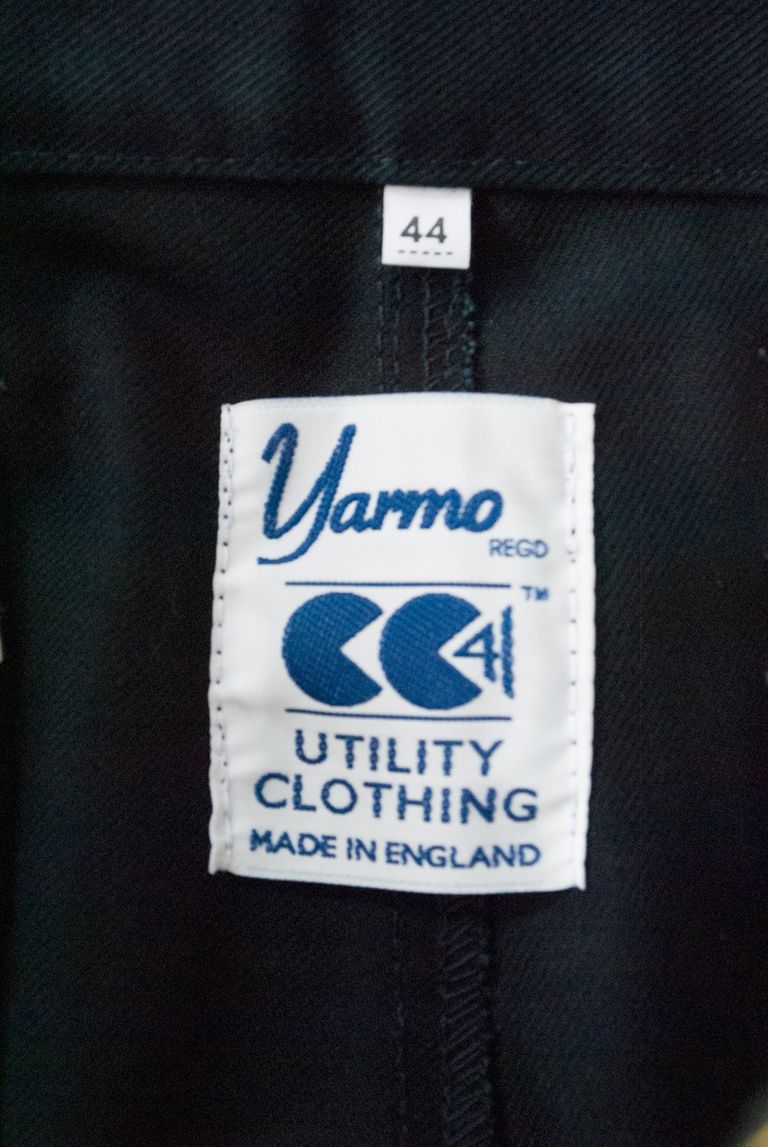 44
Yarmo
REGD
CC41 ™
UTILITY
CLOTHING
MADE IN ENGLAND